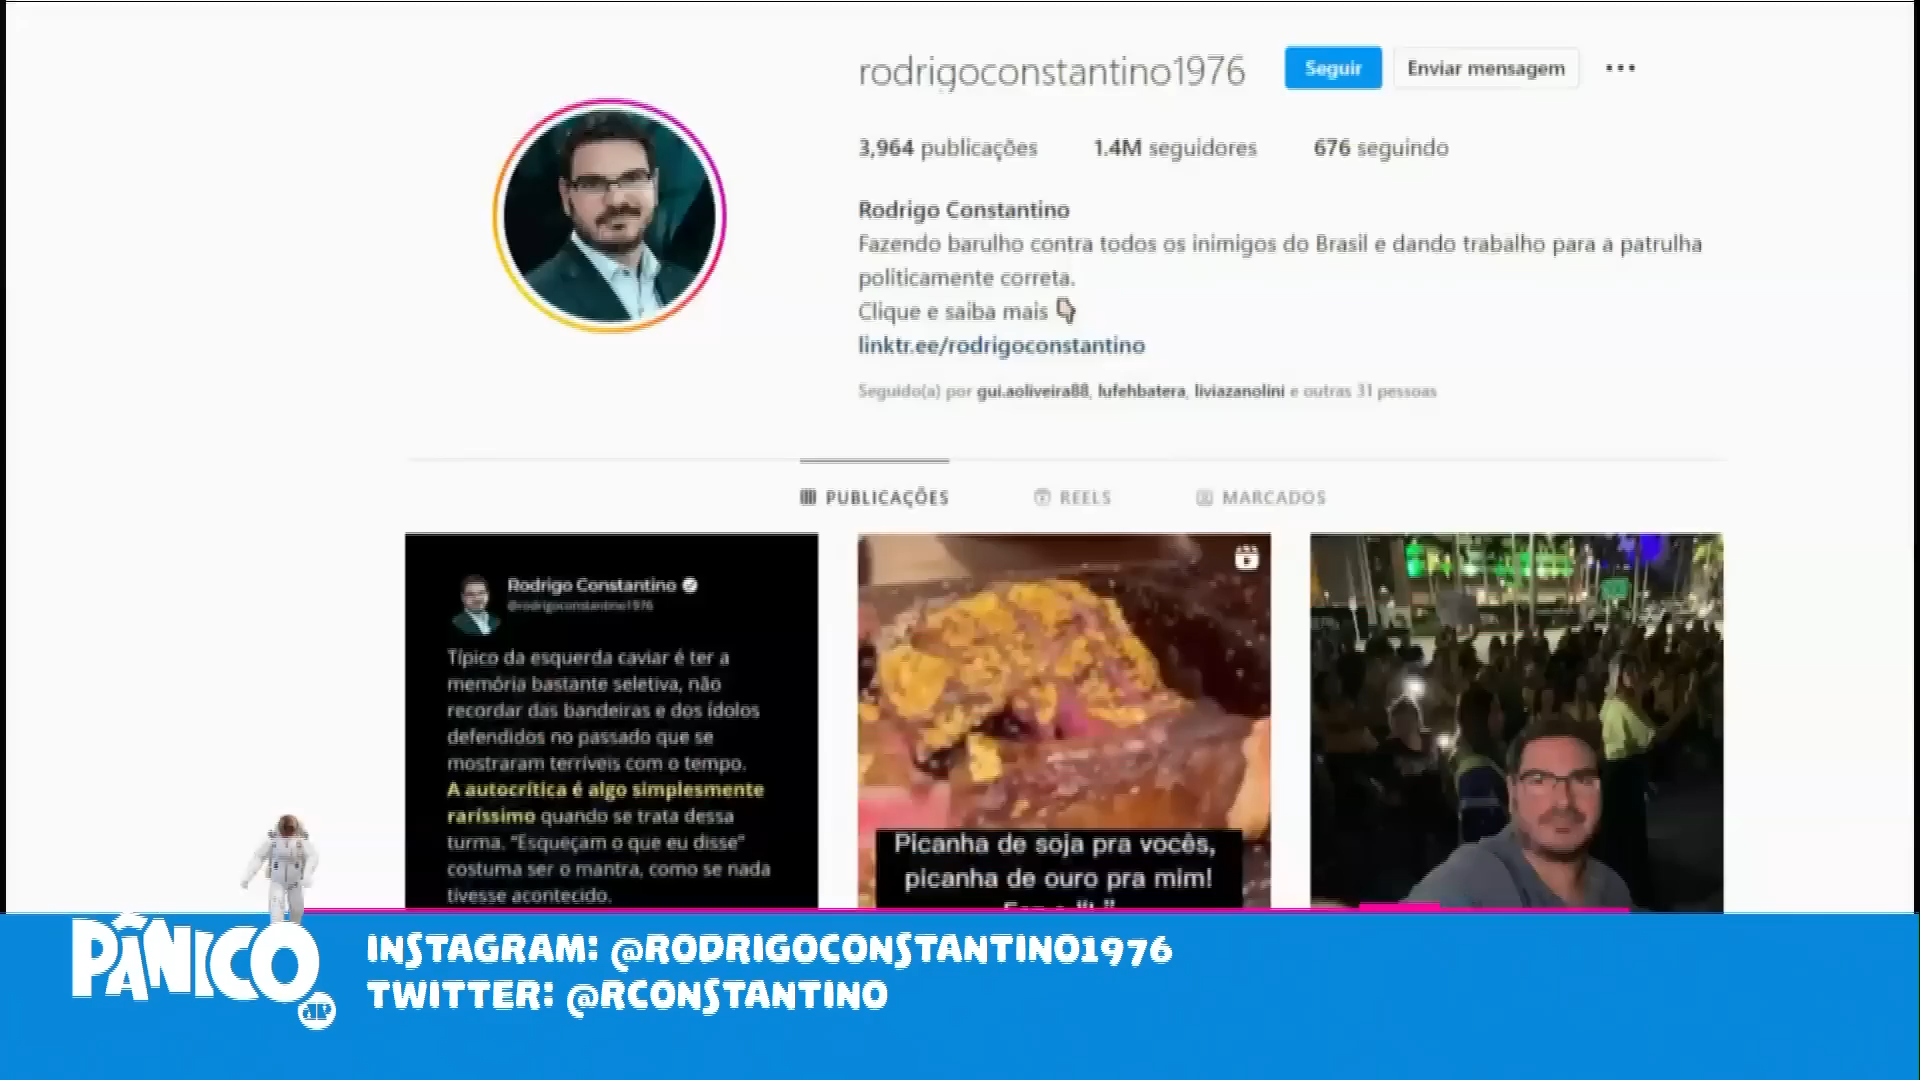 rodrigoconstantino1976 Seguir Enviar mensagem
3,964 publicações 1.4M seguidores 676 seguindo
Rodrigo Constantino
Fazendo barulho contra todos os inimigos do Brasil e dando trabalho para a patrulha
politicamente correta.
Clique e saiba mais
linktr.ee/rodrigoconstantino
Seguido(a) por gui.aoliveira88, lufehbatera, liviazanolini e outras 31 pessoas
PUBLICAÇÕES REELS MARCADOS
Rodrigo Constantino
@rodrigoconstantino1976
Típico da esquerda caviar é ter a
memória bastante seletiva, não
recordar das bandeiras e dos ídolos
defendidos no passado que se
mostraram terríveis com o tempo.
A autocrítica é algo simplesmente
raríssimo quando se trata dessa
turma. "Esqueçam o que eu disse"
costuma ser o mantra, como se nada
tivesse acontecido.
Picanha de soja pra vocês,
picanha de ouro pra mim!
PÂNICO
JP
INSTAGRAM: @RODRIGOCONSTANTINO1976
TWITTER: @RCONSTANTINO